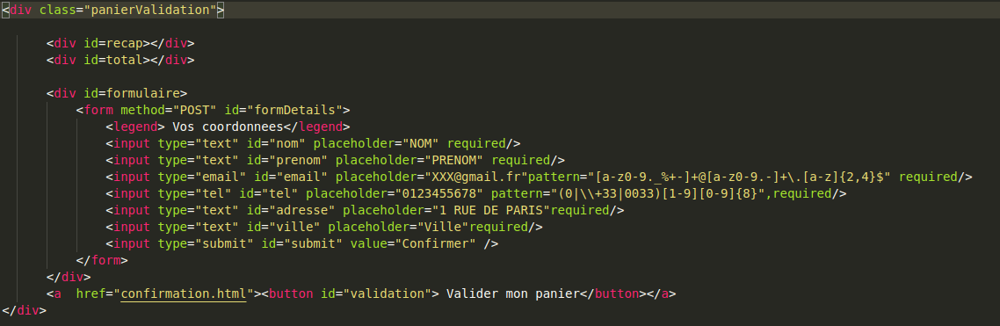 <div class="panierValidation">
<div id=recap></div>
<div id=total></div>
<div id=formulaire>
<form method="POST" id="formDetails">
<legend> Vos coordonnees</legend>
<input type="text" id="nom" placeholder="NOM" required/>
<input type="text" id="prenom" placeholder="PRENOM" required/>
<input type="email" id="email" placeholder="XXX@gmail.fr"pattern="[a-z0-9._%+-]+@[a-z0-9.-]+\.[a-z]{2,4}$" required/>
<input type="tel" id="tel" placeholder="0123455678" pattern="(0|\\+33|0033)[1-9][0-9]{8}",required/>
<input type="text" id="adresse" placeholder="1 RUE DE PARIS"required/>
<input type="text" id="ville" placeholder="Ville"required/>
<input type="submit" id="submit" value="Confirmer" />
</form>
</div>
<a  href="confirmation.html"><button id="validation"> Valider mon panier</button></a>
</div>